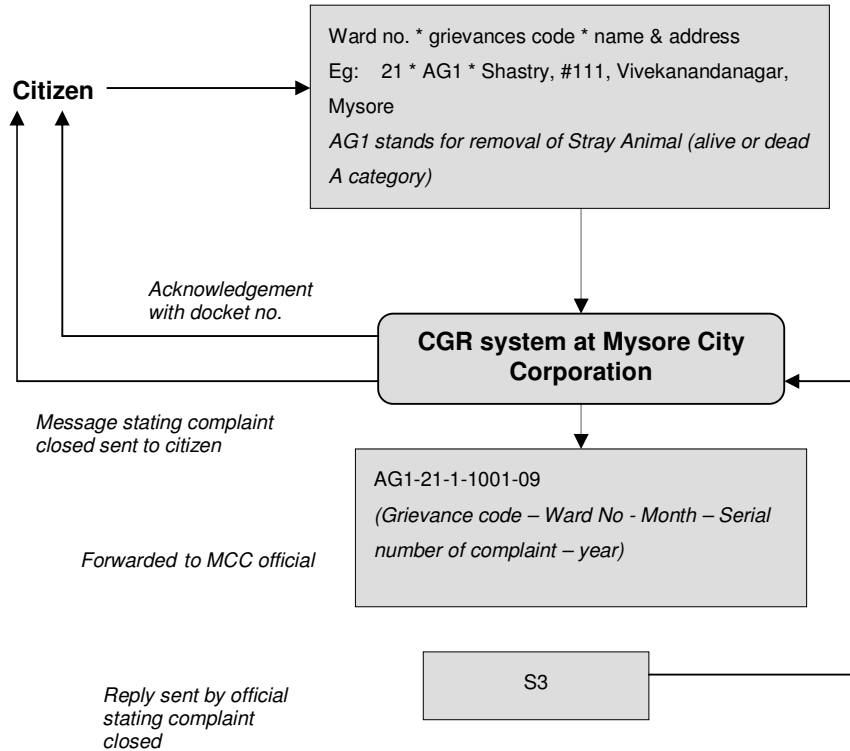 Ward no. * grievances code * name & address
Eg: 21 * AG1 * Shastry, #111, Vivekanandanagar,
Mysore
AG1 stands for removal of Stray Animal (alive or dead
A category)
Citizen
Acknowledgement
with docket no.
CGR system at Mysore City
Corporation
Message stating complaint
closed sent to citizen
AG1-21-1-1001-09
(Grievance code – Ward No - Month – Serial
number of complaint – year)
Forwarded to MCC official
S3
Reply sent by official
stating complaint
closed